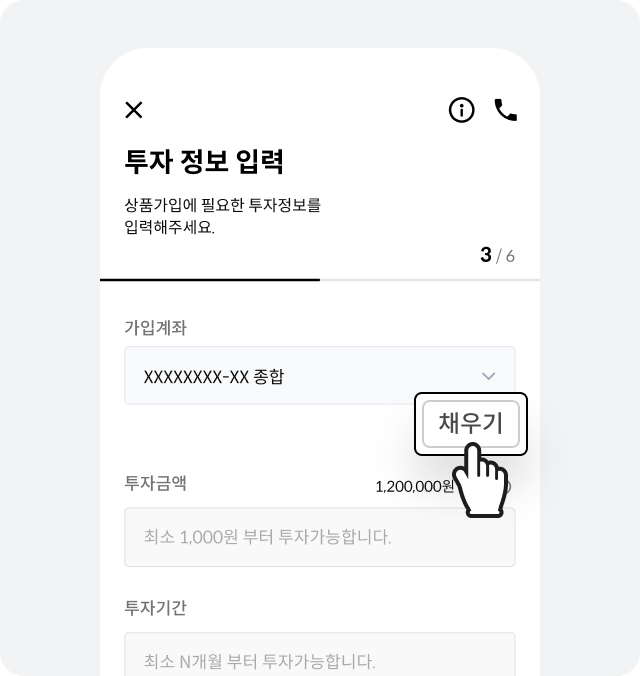 투자 정보 입력
상품가입에 필요한 투자정보를
입력해주세요.
3 / 6
가입계좌
XXXXXXXX-XX 종합
채우기
투자금액 1,200,000원
최소 1,000원 부터 투자가능합니다.
투자기간
최소 N개월 부터 투자가능합니다.